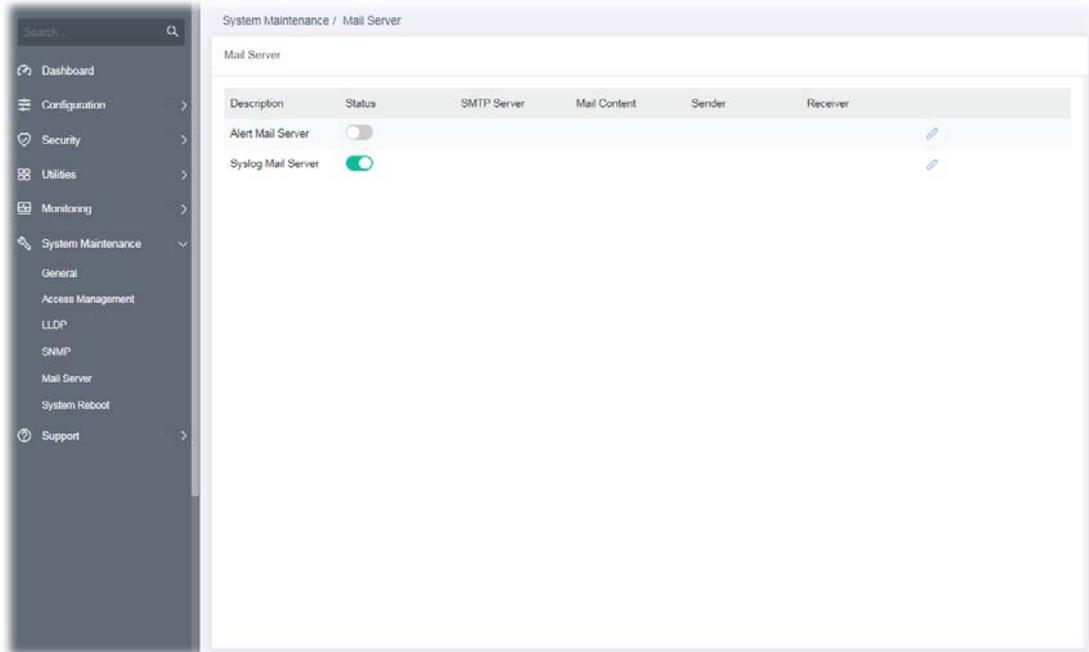 Search...
Dashboard
Configuration
Security
Utilities
Monitoring
System Maintenance
General
Access Management
LLDP
SNMP
Mail Server
System Reboot
Support
System Maintenance / Mail Server
Mail Server
Description Status SMTP Server Mail Content Sender Receiver
Alert Mail Server
Syslog Mail Server